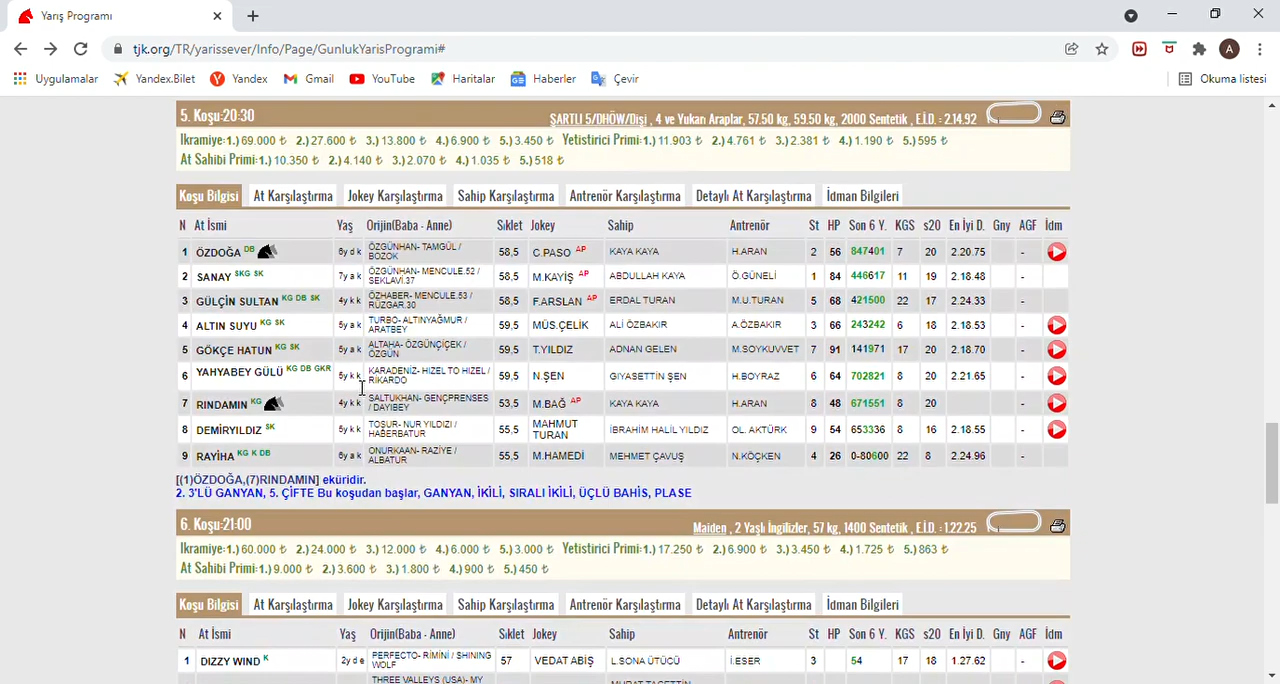 Yarış Programı
tjk.org/TR/yarissever/Info/Page/GunlukYarisProgrami#
A
Uygulamalar Yandex.Bilet Yandex Gmail YouTube Haritalar Haberler Çevir Okuma listesi
5. Koşu:20:30 ŞARTLI 5/DHÖW/Dişi , 4 ve Yukarı Araplar, 57.50 kg, 59.50 kg, 2000 Sentetik , E.İ.D. : 2.14.92
İkramiye:1.) 69.000 ₺ 2.) 27.600 ₺ 3.) 13.800 ₺ 4.) 6.900 ₺ 5.) 3.450 ₺ Yetistirici Primi:1.) 11.903 ₺ 2.) 4.761 ₺ 3.) 2.381 ₺ 4.) 1.190 ₺ 5.) 595 ₺
At Sahibi Primi:1.) 10.350 ₺ 2.) 4.140 ₺ 3.) 2.070 ₺ 4.) 1.035 ₺ 5.) 518 ₺
Koşu Bilgisi At Karşılaştırma Jokey Karşılaştırma Sahip Karşılaştırma Antrenör Karşılaştırma Detaylı At Karşılaştırma İdman Bilgileri
N At İsmi Yaş Orijin(Baba - Anne) Sıklet Jokey Sahip Antrenör St HP Son 6 Y. KGS s20 En İyi D. Gny AGF İdm
1 ÖZDOĞA DB 6y d k ÖZGÜNHAN- TAMGÜL / BOZOK 58,5 C.PASO AP KAYA KAYA H.ARAN 2 56 847401 7 20 2.20.75 -
2 SANAY SKG SK 7y a k ÖZGÜNHAN- MENCULE.52 / SEKLAVİ.37 58,5 M.KAYİŞ AP ABDULLAH KAYA Ö.GÜNELİ 1 84 446617 11 19 2.18.48 -
3 GÜLÇİN SULTAN KG DB SK 4y k k ÖZHABER- MENCULE.53 / RÜZGAR.30 58,5 F.ARSLAN AP ERDAL TURAN M.U.TURAN 5 68 421500 22 17 2.24.33 -
4 ALTIN SUYU KG SK 5y a k TURBO- ALTINYAĞMUR / ARATBEY 59,5 MÜS.ÇELİK ALİ ÖZBAKIR A.ÖZBAKIR 3 66 243242 6 18 2.18.53 -
5 GÖKÇE HATUN KG SK 5y a k ALTAHA- ÖZGÜNÇİÇEK / ÖZGÜN 59,5 T.YILDIZ ADNAN GELEN M.SOYKUVVET 7 91 141971 17 20 2.18.70 -
6 YAHYABEY GÜLÜ KG DB GKR 5y k k KARADENİZ- HIZEL TO HIZEL / RİKARDO 59,5 N.ŞEN GIYASETTİN ŞEN H.BOYRAZ 6 64 702821 8 20 2.21.65 -
7 RINDAMIN KG 4y k k SALTUKHAN- GENÇPRENSES / DAYIBEY 53,5 M.BAĞ AP KAYA KAYA H.ARAN 8 48 671551 8 20 -
8 DEMİRYILDIZ SK 5y k k TOSUR- NUR YILDIZI / HABERBATUR 55,5 MAHMUT TURAN İBRAHİM HALİL YILDIZ OL. AKTÜRK 9 54 653336 8 16 2.18.55 -
9 RAYİHA KG K DB 5y a k ONURKAAN- RAZİYE / ALBATUR 55,5 M.HAMEDİ MEHMET ÇAVUŞ N.KÖÇKEN 4 26 0-80600 22 8 2.24.96 -
[(1)ÖZDOĞA,(7)RINDAMIN] eküridir.
2. 3'LÜ GANYAN, 5. ÇİFTE Bu koşudan başlar, GANYAN, İKİLİ, SIRALI İKİLİ, ÜÇLÜ BAHİS, PLASE
6. Koşu:21:00 Maiden , 2 Yaşlı İngilizler, 57 kg, 1400 Sentetik , E.İ.D. : 1.22.25
İkramiye:1.) 60.000 ₺ 2.) 24.000 ₺ 3.) 12.000 ₺ 4.) 6.000 ₺ 5.) 3.000 ₺ Yetistirici Primi:1.) 17.250 ₺ 2.) 6.900 ₺ 3.) 3.450 ₺ 4.) 1.725 ₺ 5.) 863 ₺
At Sahibi Primi:1.) 9.000 ₺ 2.) 3.600 ₺ 3.) 1.800 ₺ 4.) 900 ₺ 5.) 450 ₺
Koşu Bilgisi At Karşılaştırma Jokey Karşılaştırma Sahip Karşılaştırma Antrenör Karşılaştırma Detaylı At Karşılaştırma İdman Bilgileri
N At İsmi Yaş Orijin(Baba - Anne) Sıklet Jokey Sahip Antrenör St HP Son 6 Y. KGS s20 En İyi D. Gny AGF İdm
1 DIZZY WIND K 2y d e PERFECTO- RİMİNİ / SHINING WOLF 57 VEDAT ABİŞ L.SONA ÜTÜCÜ İ.ESER 3 54 17 18 1.27.62 -
THREE VALLEYS (USA)- MY